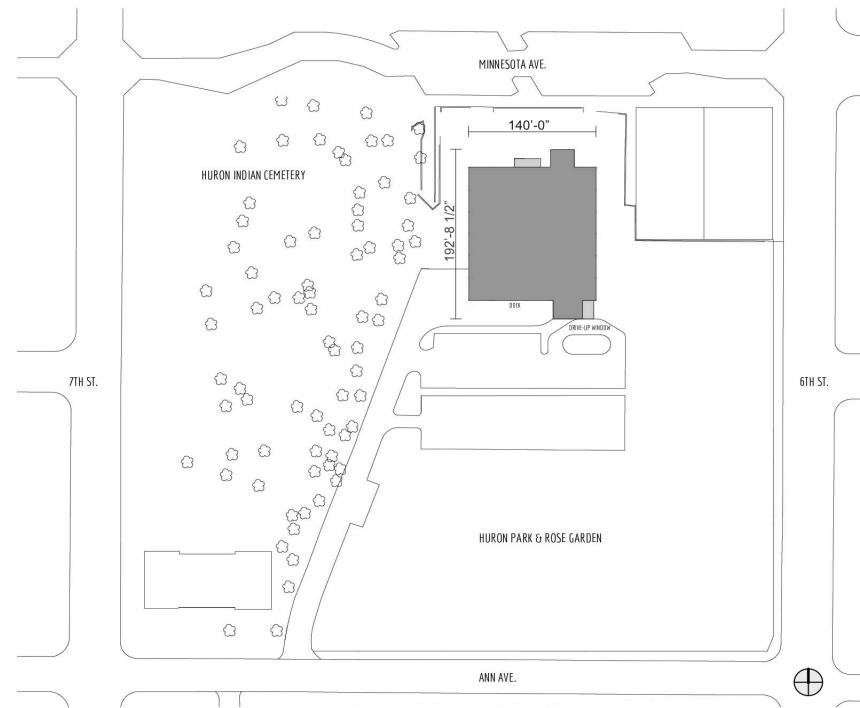 MINNESOTA AVE.
140'-0"
HURON INDIAN CEMETERY
192'-8 1/2"
DOCK
DRIVE-UP WINDOW
7TH ST.
6TH ST.
HURON PARK & ROSE GARDEN
ANN AVE.